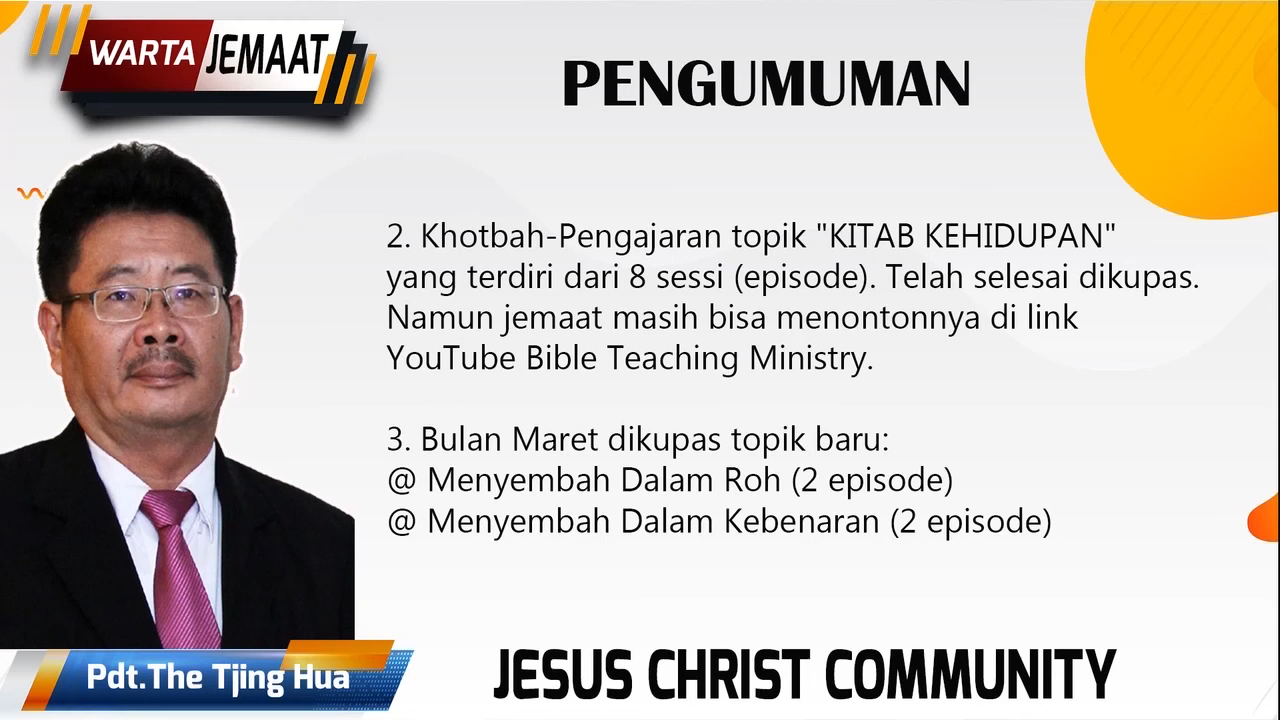 WARTA JEMAAT
PENGUMUMAN
2. Khotbah-Pengajaran topik "KITAB KEHIDUPAN"
yang terdiri dari 8 sessi (episode). Telah selesai dikupas.
Namun jemaat masih bisa menontonnya di link
YouTube Bible Teaching Ministry.
3. Bulan Maret dikupas topik baru:
@ Menyembah Dalam Roh (2 episode)
@ Menyembah Dalam Kebenaran (2 episode)
Pdt.The Tjing Hua
JESUS CHRIST COMMUNITY